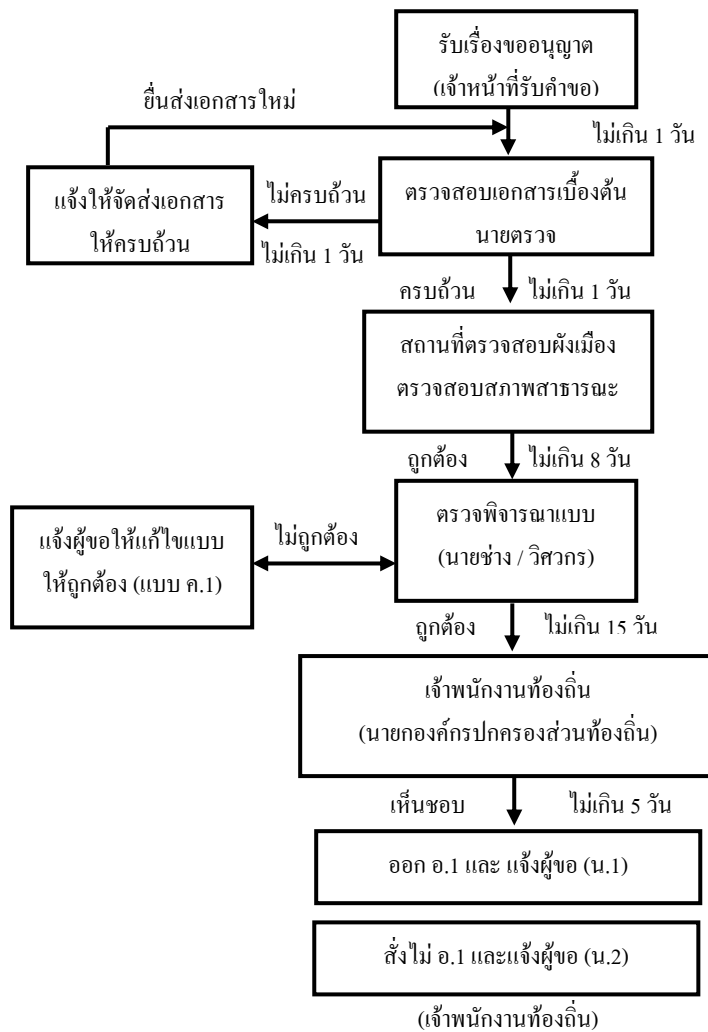 รับเรื่องขออนุญาต
(เจ้าหน้าที่รับคำขอ)
ยื่นส่งเอกสารใหม่
ไม่เกิน 1 วัน
แจ้งให้จัดส่งเอกสาร
ให้ครบถ้วน
ไม่ครบถ้วน
ไม่เกิน 1 วัน
ตรวจสอบเอกสารเบื้องต้น
นายตรวจ
ครบถ้วน
ไม่เกิน 1 วัน
สถานที่ตรวจสอบผังเมือง
ตรวจสอบสภาพสาธารณะ
ถูกต้อง
ไม่เกิน 8 วัน
แจ้งผู้ขอให้แก้ไขแบบ
ให้ถูกต้อง (แบบ ค.1)
ไม่ถูกต้อง
ตรวจพิจารณาแบบ
(นายช่าง / วิศวกร)
ถูกต้อง
ไม่เกิน 15 วัน
เจ้าพนักงานท้องถิ่น
(นายกองค์กรปกครองส่วนท้องถิ่น)
เห็นชอบ
ไม่เกิน 5 วัน
ออก อ.1 และ แจ้งผู้ขอ (น.1)
สั่งไม่ อ.1 และแจ้งผู้ขอ (น.2)
(เจ้าพนักงานท้องถิ่น)